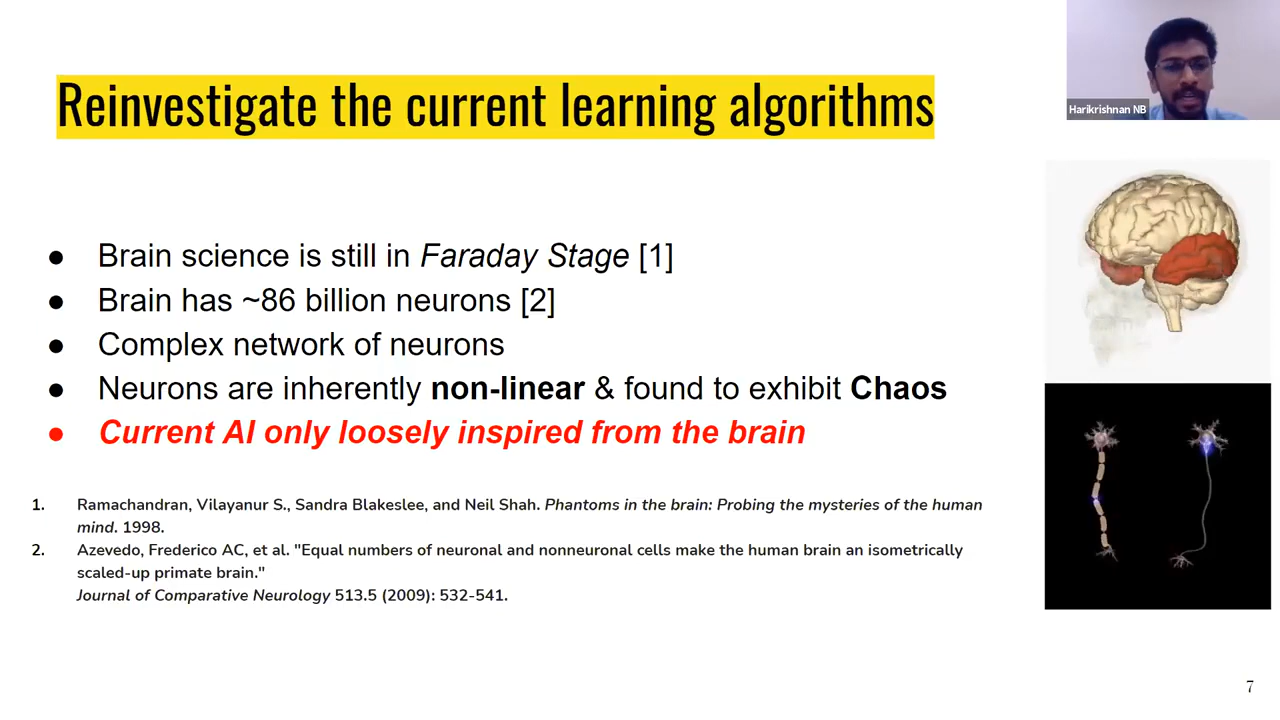 Reinvestigate the current learning algorithms
Harikrishnan NB
● Brain science is still in Faraday Stage [1]
● Brain has ~86 billion neurons [2]
● Complex network of neurons
● Neurons are inherently non-linear & found to exhibit Chaos
● Current AI only loosely inspired from the brain
1. Ramachandran, Vilayanur S., Sandra Blakeslee, and Neil Shah. Phantoms in the brain: Probing the mysteries of the human
mind. 1998.
2. Azevedo, Frederico AC, et al. "Equal numbers of neuronal and nonneuronal cells make the human brain an isometrically
scaled-up primate brain."
Journal of Comparative Neurology 513.5 (2009): 532-541.
7